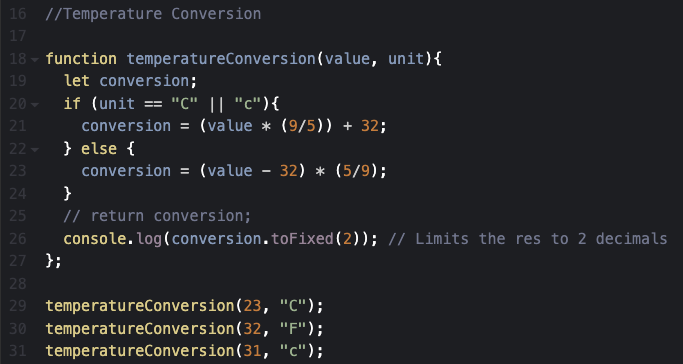 16 //Temperature Conversion
17
18 function temperatureConversion(value, unit){
19   let conversion;
20   if (unit == "C" || "c"){
21     conversion = (value * (9/5)) + 32;
22   } else {
23     conversion = (value - 32) * (5/9);
24   }
25   // return conversion;
26   console.log(conversion.toFixed(2)); // Limits the res to 2 decimals
27 };
28
29 temperatureConversion(23, "C");
30 temperatureConversion(32, "F");
31 temperatureConversion(31, "c");